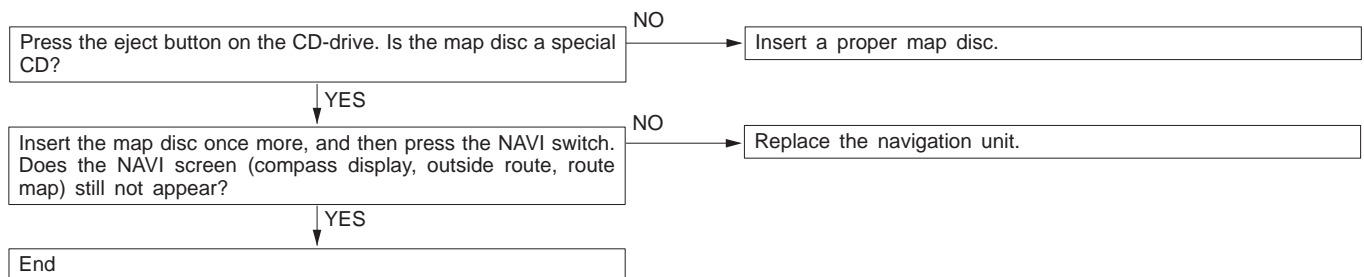 NO
Press the eject button on the CD-drive. Is the map disc a special
CD?
Insert a proper map disc.
YES
NO
Insert the map disc once more, and then press the NAVI switch.
Does the NAVI screen (compass display, outside route, route
map) still not appear?
Replace the navigation unit.
YES
End